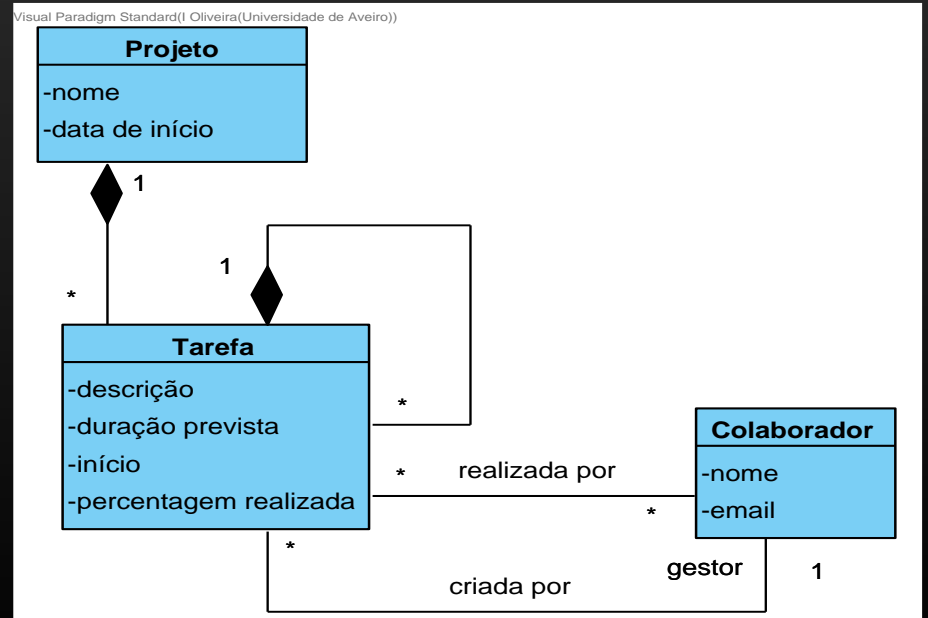 Visual Paradigm Standard(I Oliveira(Universidade de Aveiro))
Projeto
-nome
-data de início
1
*
1
Tarefa
-descrição
-duração prevista
-início
-percentagem realizada
*
*
realizada por
*
Colaborador
-nome
-email
*
criada por
gestor
1